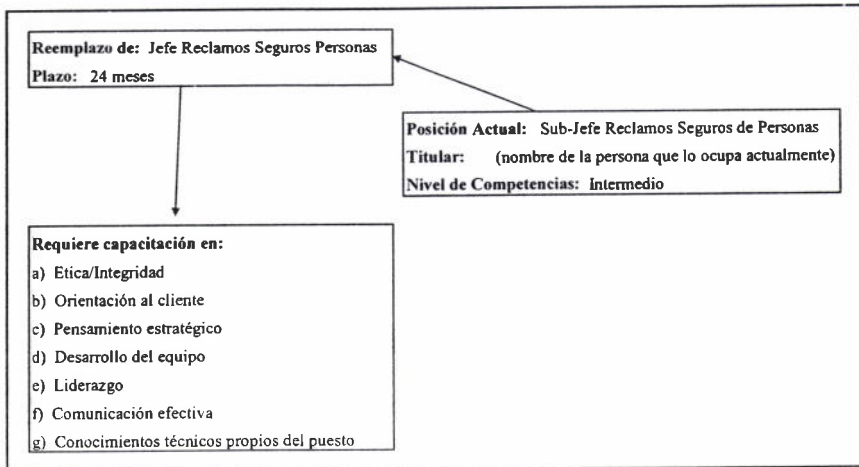 Reemplazo de: Jefe Reclamos Seguros Personas
Plazo: 24 meses
Posición Actual: Sub-Jefe Reclamos Seguros de Personas
Titular: (nombre de la persona que lo ocupa actualmente)
Nivel de Competencias: Intermedio
Requiere capacitación en:
a) Etica/Integridad
b) Orientación al cliente
c) Pensamiento estratégico
d) Desarrollo del equipo
e) Liderazgo
f) Comunicación efectiva
g) Conocimientos técnicos propios del puesto